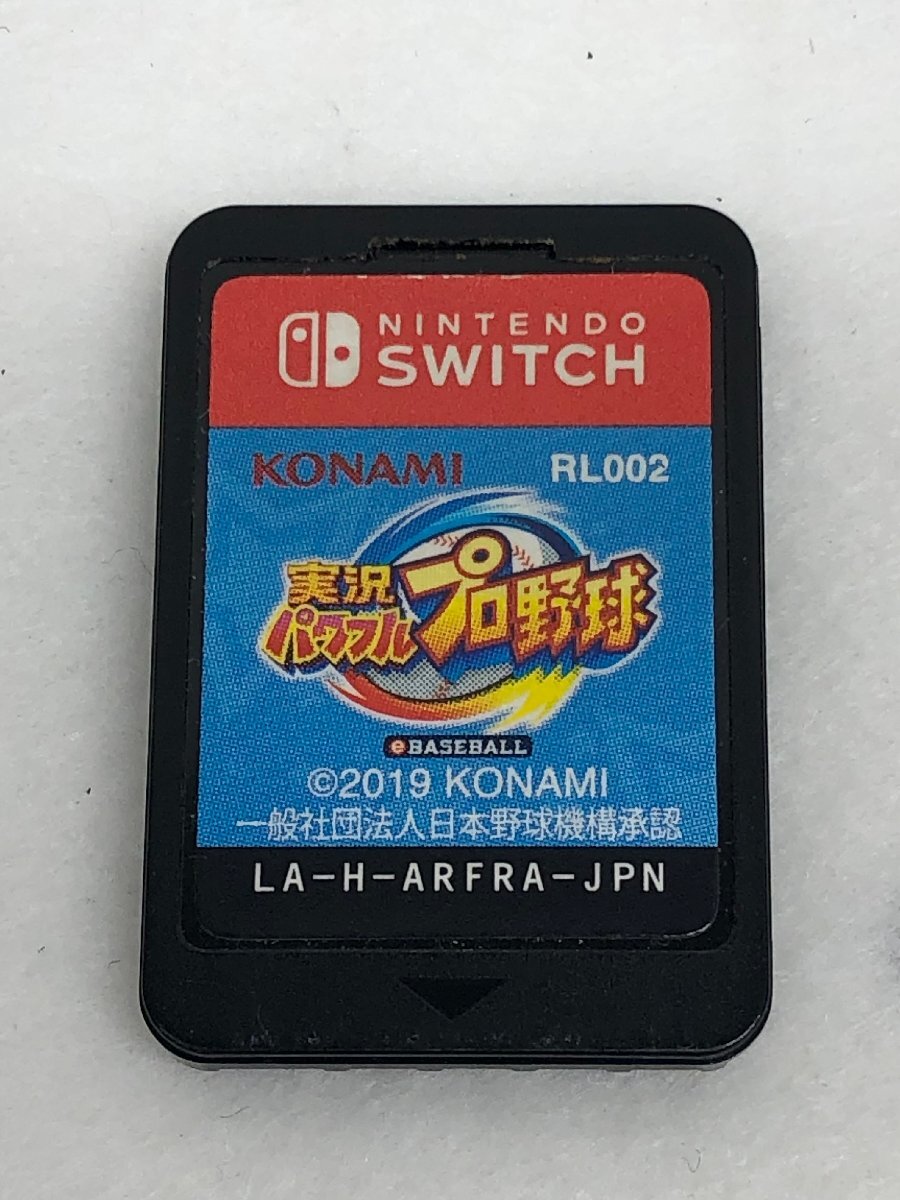 NINTENDO
SWITCH
KONAMI RL002
実況
パワフル
プロ野球
eBASEBALL
©2019 KONAMI
一般社団法人日本野球機構承認
LA-H-ARFRA-JPN